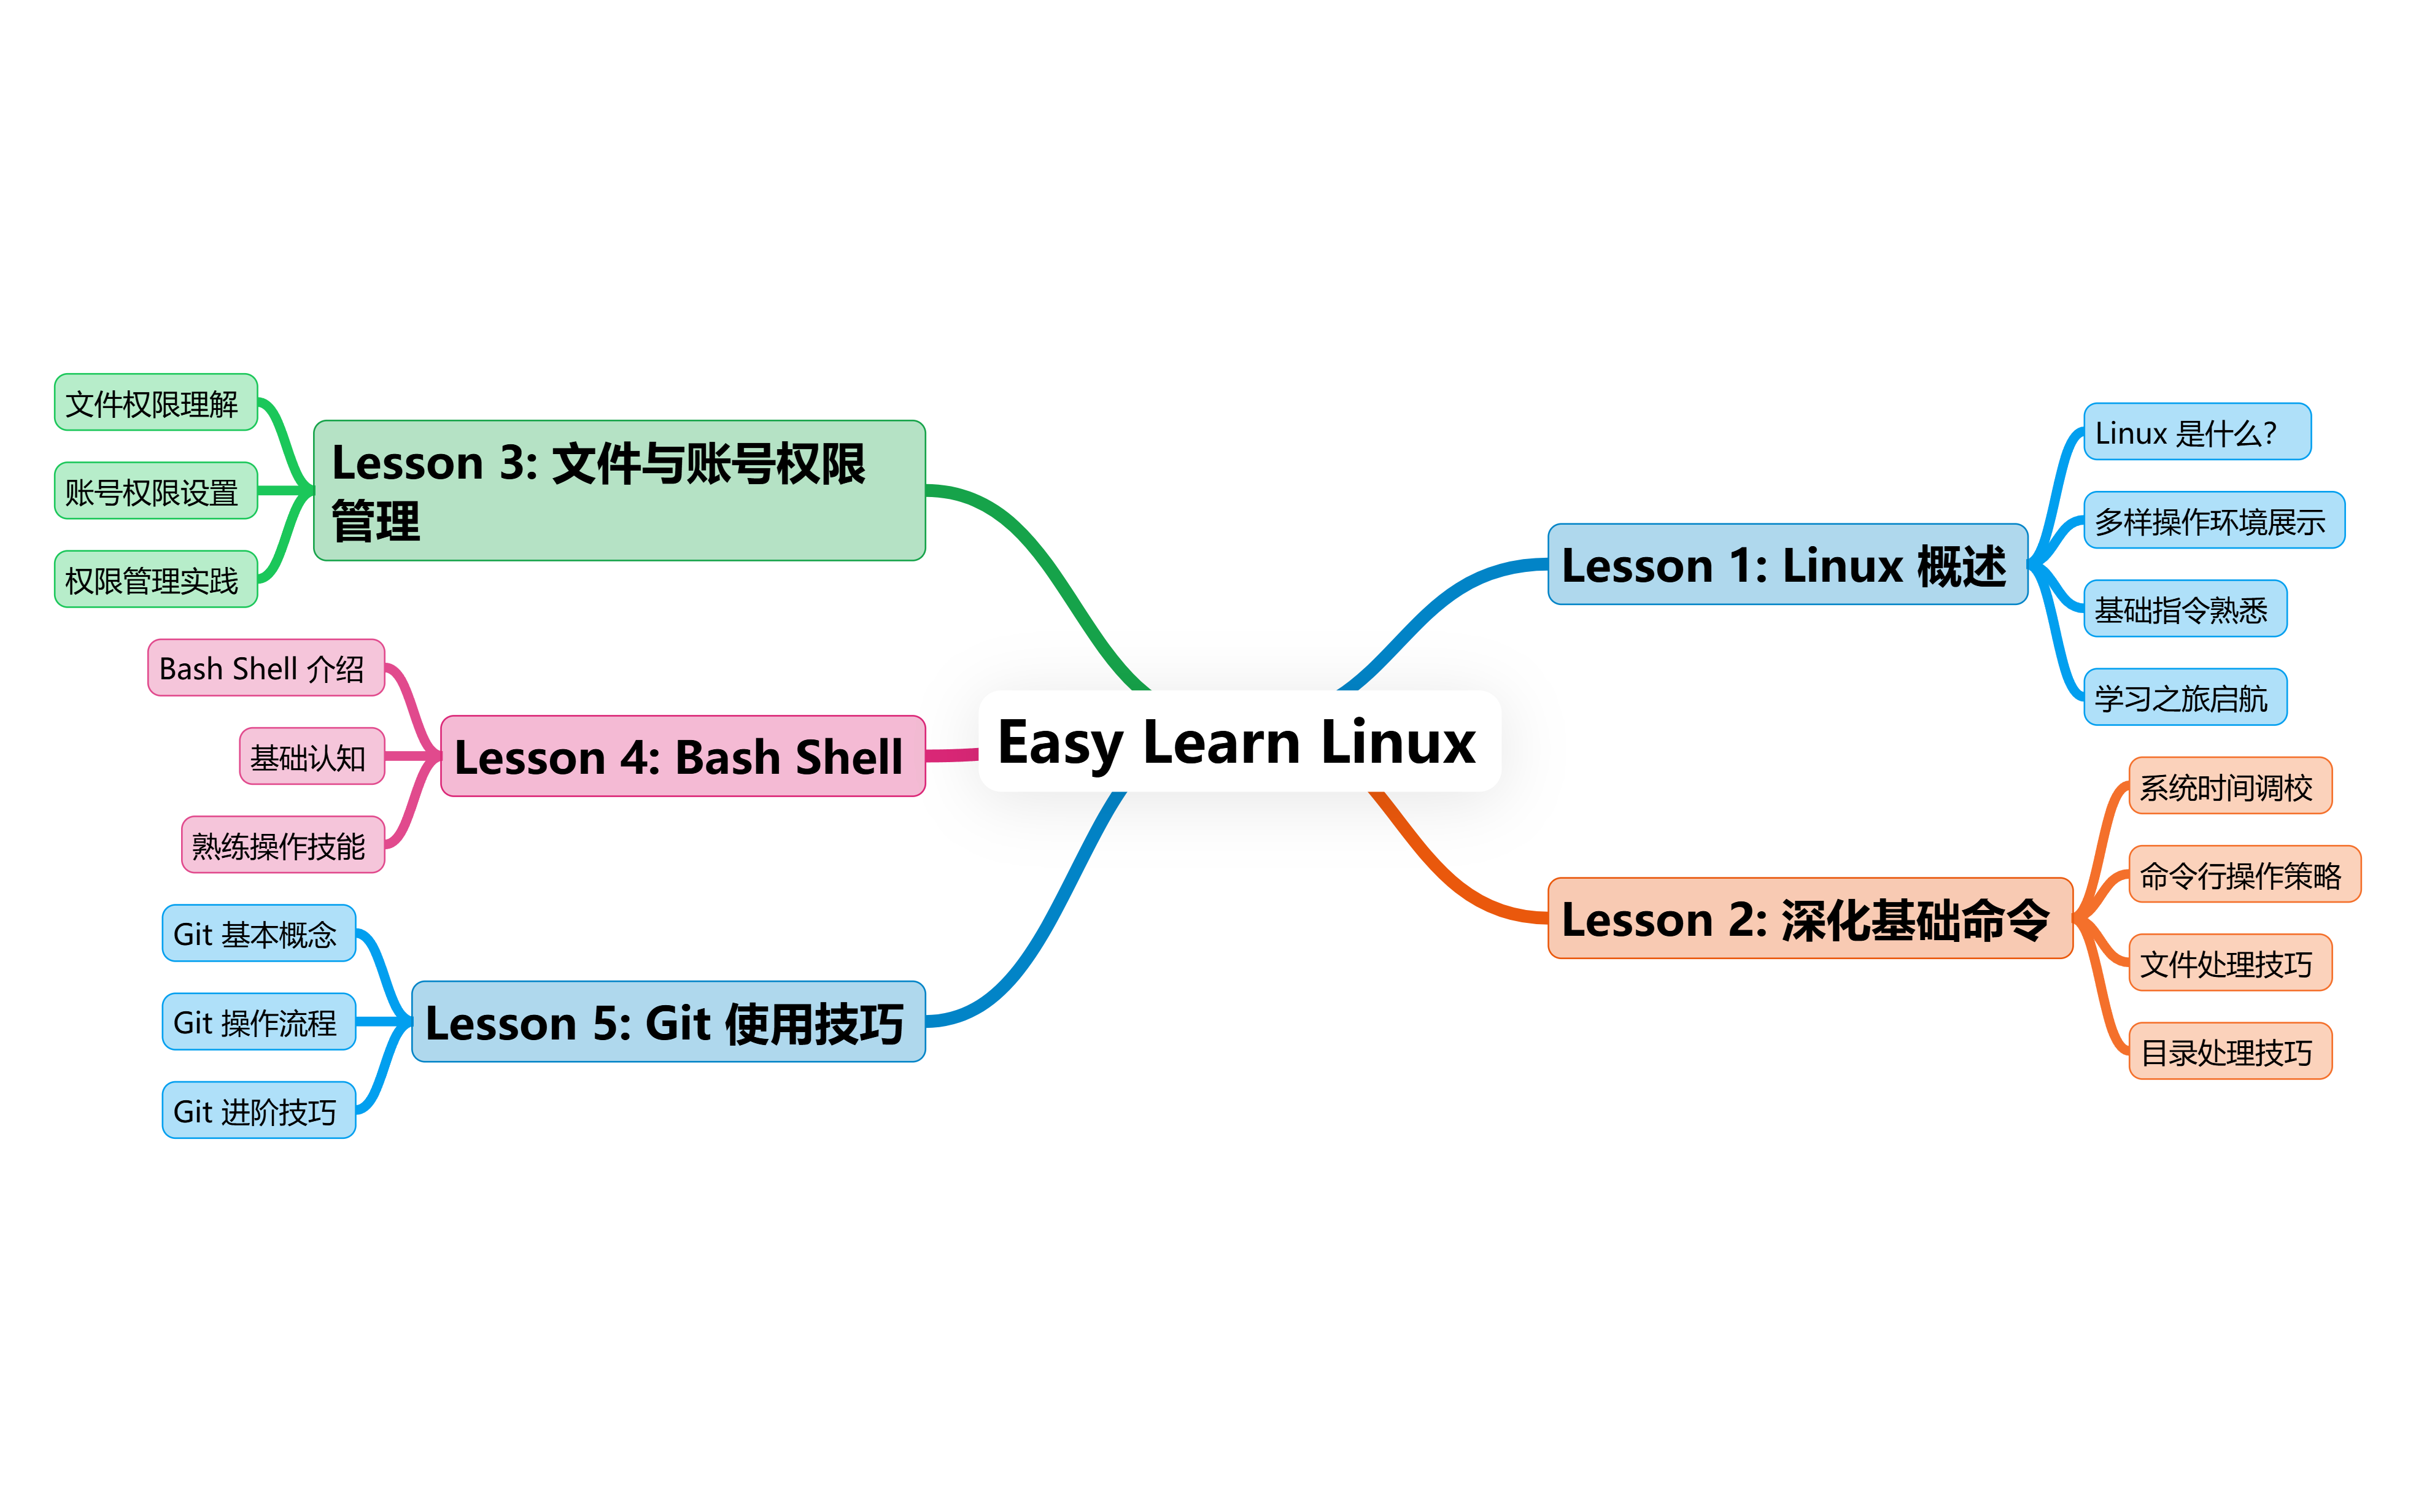 Easy Learn Linux
Lesson 1: Linux 概述
Linux 是什么？
多样操作环境展示
基础指令熟悉
学习之旅启航
Lesson 2: 深化基础命令
系统时间调校
命令行操作策略
文件处理技巧
目录处理技巧
Lesson 3: 文件与账号权限
管理
文件权限理解
账号权限设置
权限管理实践
Lesson 4: Bash Shell
Bash Shell 介绍
基础认知
熟练操作技能
Lesson 5: Git 使用技巧
Git 基本概念
Git 操作流程
Git 进阶技巧